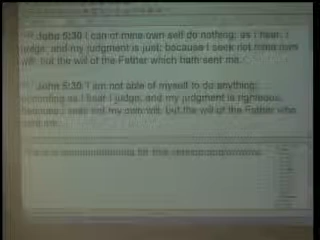 John 5:30 I can of mine own self do nothing: as I hear, I
judge: and my judgment is just; because I seek not mine own
will, but the will of the Father which hath sent me.
John 5:30 I am not able of myself to do anything;
according as I hear I judge, and my judgment is righteous,
because I seek not my own will, but the will of the Father who
sent me.